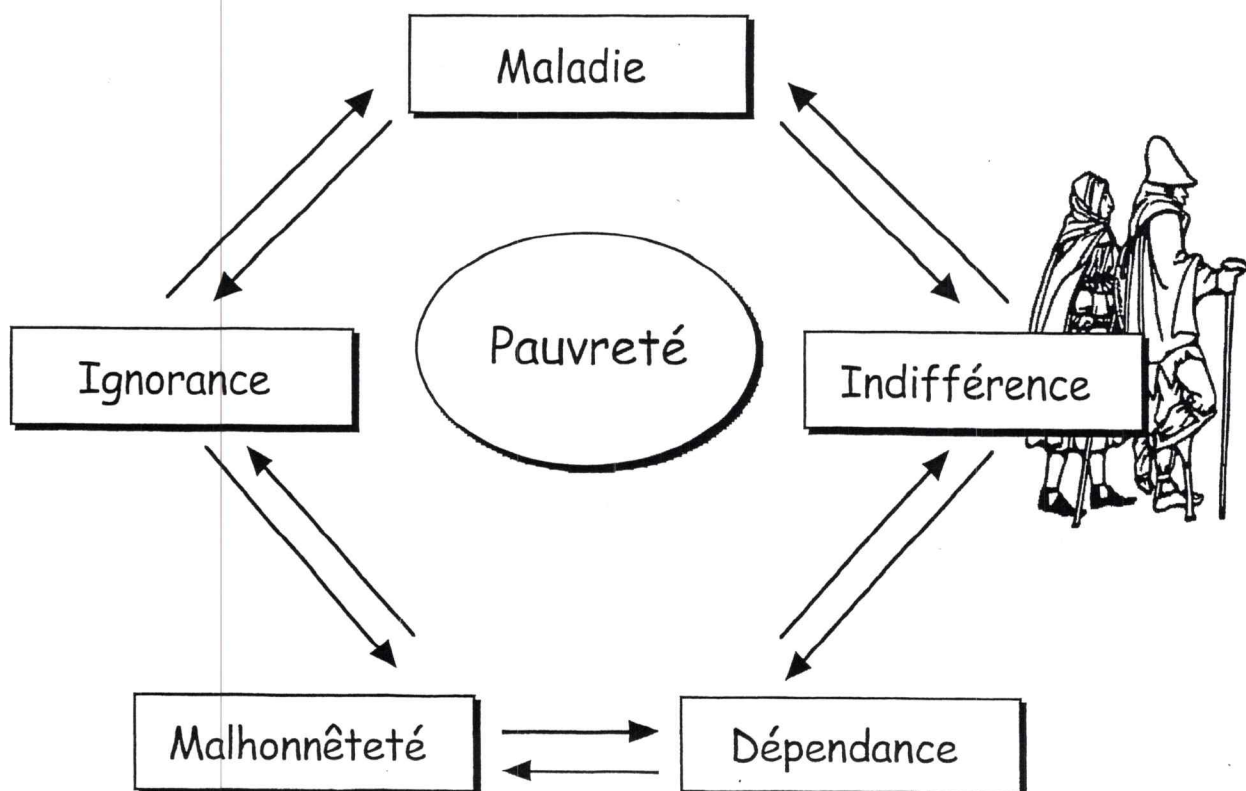 Maladie
Ignorance
Pauvreté
Indifférence
Malhonnêteté
Dépendance